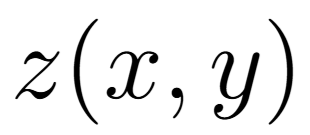 z(x, y)